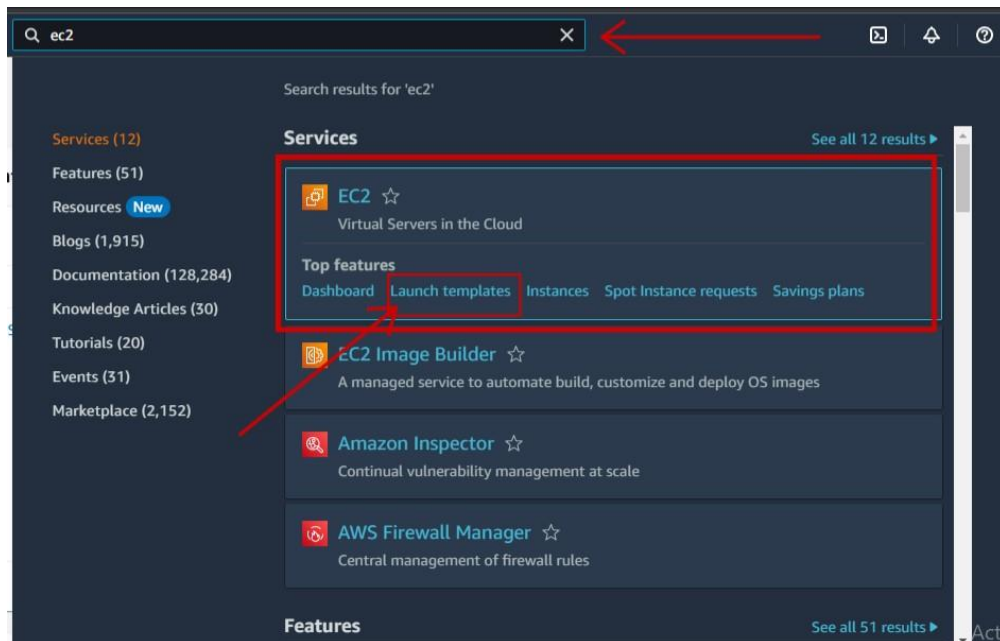 ec2
Search results for 'ec2'
Services (12)
Features (51)
Resources New
Blogs (1,915)
Documentation (128,284)
Knowledge Articles (30)
Tutorials (20)
Events (31)
Marketplace (2,152)
Services
See all 12 results
EC2
Virtual Servers in the Cloud
Top features
Dashboard Launch templates Instances Spot Instance requests Savings plans
EC2 Image Builder
A managed service to automate build, customize and deploy OS images
Amazon Inspector
Continual vulnerability management at scale
AWS Firewall Manager
Central management of firewall rules
Features
See all 51 results
Act